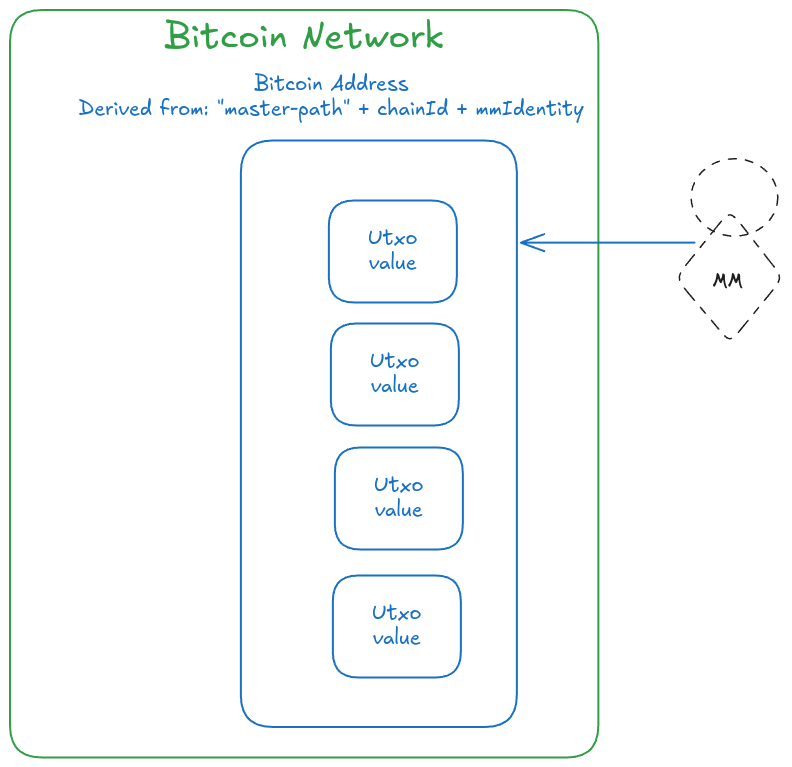 Bitcoin Network
Bitcoin Address
Derived from: "master-path" + chainId + mmIdentity
Utxo
value
MM
Utxo
value
Utxo
value
Utxo
value